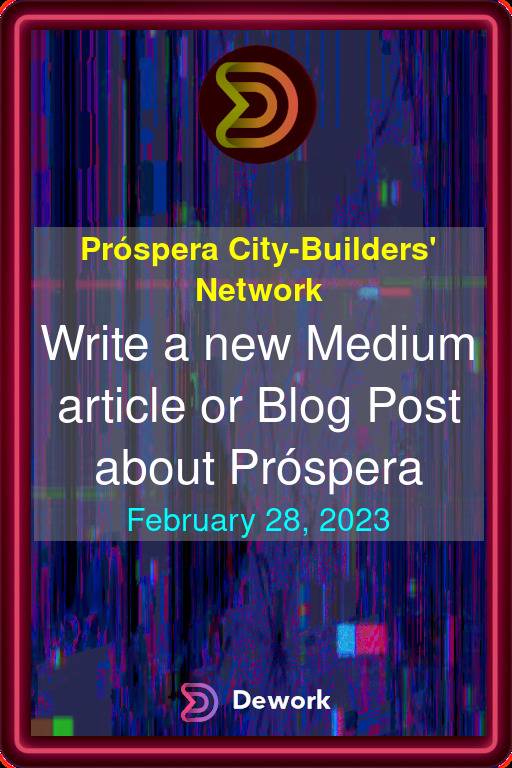 Próspera City-Builders'
Network
Write a new Medium
article or Blog Post
about Próspera
February 28, 2023
Dework